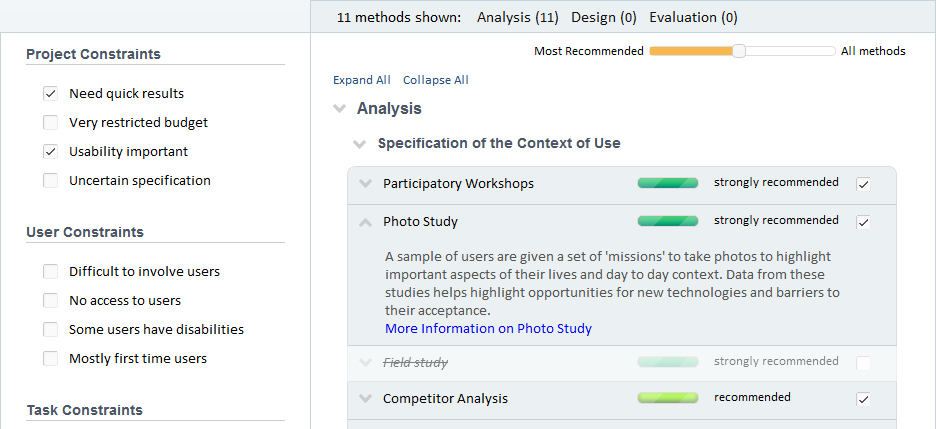 11 methods shown: Analysis (11) Design (0) Evaluation (0)
Project Constraints
Need quick results
Very restricted budget
Usability important
Uncertain specification
User Constraints
Difficult to involve users
No access to users
Some users have disabilities
Mostly first time users
Task Constraints
Most Recommended All methods
Expand All Collapse All
Analysis
Specification of the Context of Use
Participatory Workshops strongly recommended
Photo Study strongly recommended
A sample of users are given a set of 'missions' to take photos to highlight
important aspects of their lives and day to day context. Data from these
studies helps highlight opportunities for new technologies and barriers to
their acceptance.
More Information on Photo Study
Field study strongly recommended
Competitor Analysis recommended